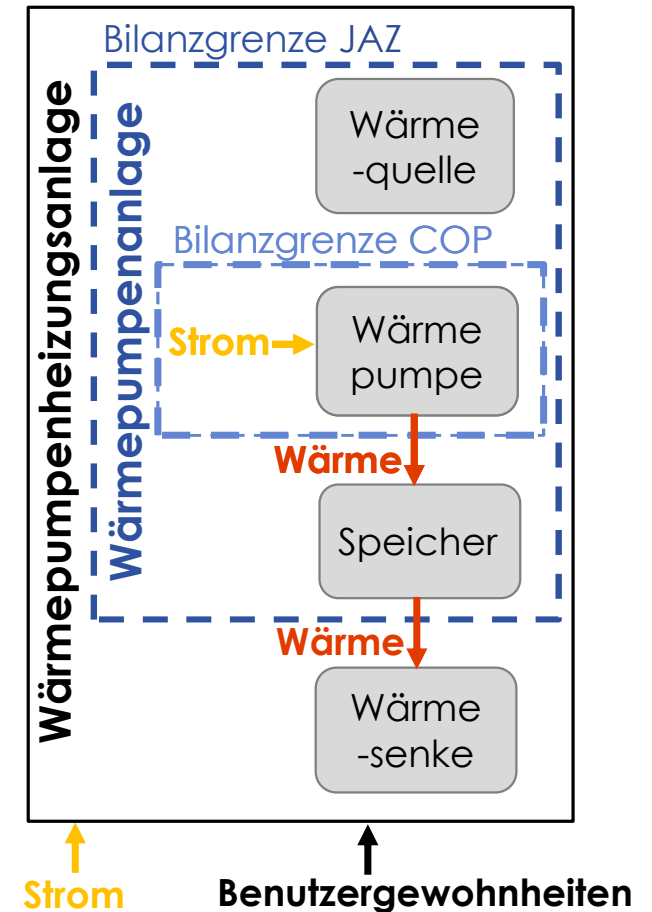 Bilanzgrenze JAZ
Wärmepumpenheizungsanlage
Wärmepumpenanlage
Wärme
-quelle
Bilanzgrenze COP
Strom
Wärme
pumpe
Wärme
Speicher
Wärme
Wärme
-senke
Strom
Benutzergewohnheiten